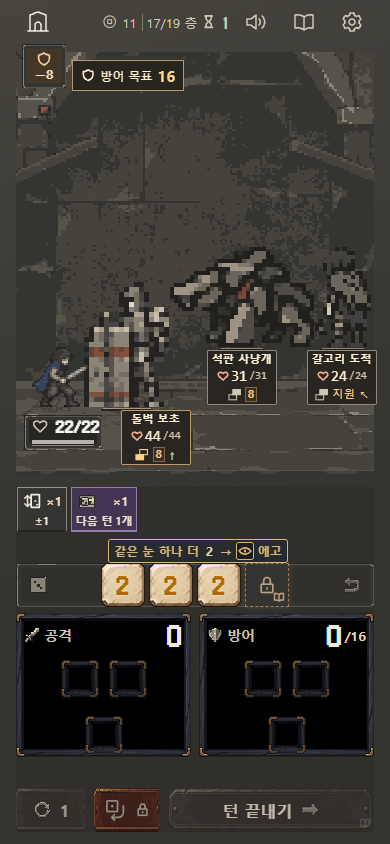 11 17/19 층 1
−8
방어 목표 16
석판 사냥개
31/31
8
갈고리 도적
24/24
지원 ↖
22/22
돌벽 보초
44/44
8 ↑
×1
±1
×1
다음 턴 1개
같은 눈 하나 더 2 → 예고
2 2 2
공격 0
방어 0/16
1
턴 끝내기 ➡